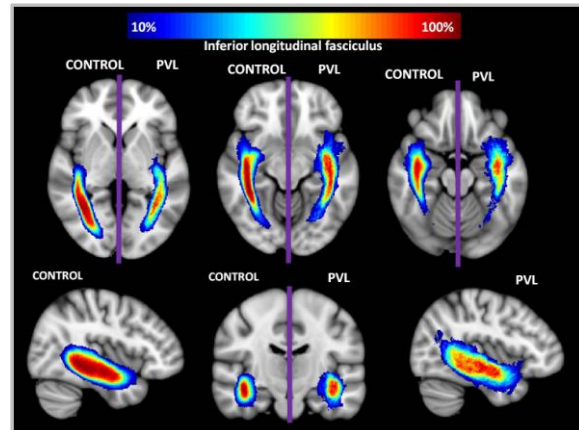 10% 100%
Inferior longitudinal fasciculus
CONTROL PVL CONTROL PVL CONTROL PVL
CONTROL CONTROL PVL PVL